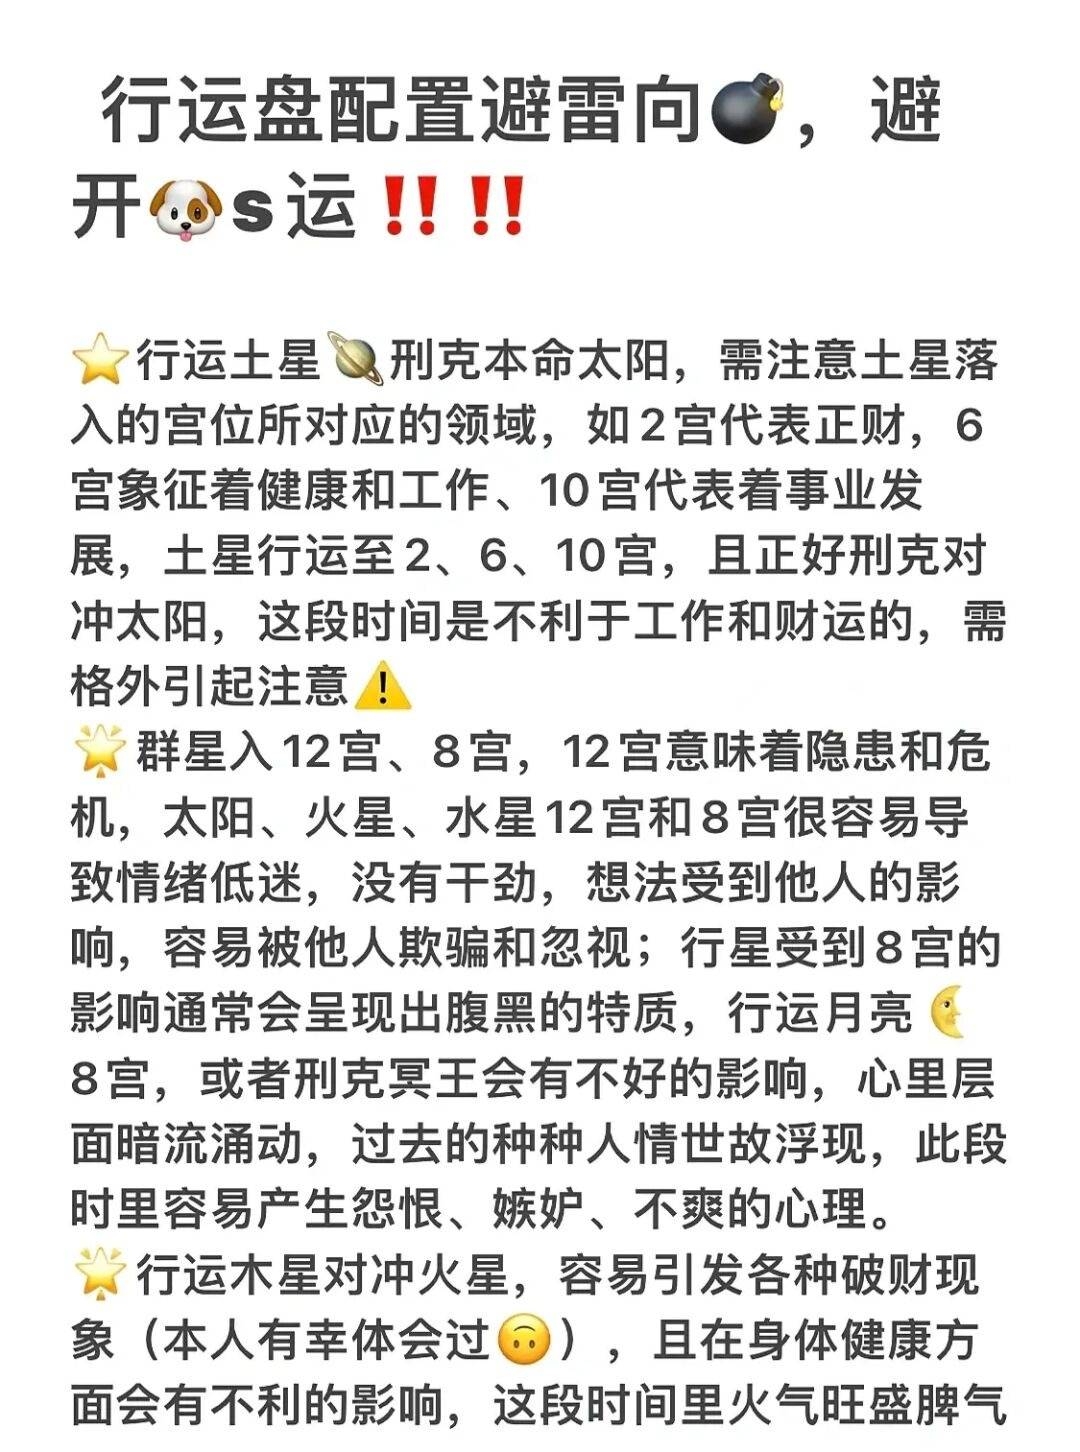 行运盘配置避雷向💣，避
开🐶s运‼️‼️
⭐行运土星🪐刑克本命太阳，需注意土星落
入的宫位所对应的领域，如2宫代表正财，6
宫象征着健康和工作、10宫代表着事业发
展，土星行运至2、6、10宫，且正好刑克对
冲太阳，这段时间是不利于工作和财运的，需
格外引起注意⚠️
🌟群星入12宫、8宫，12宫意味着隐患和危
机，太阳、火星、水星12宫和8宫很容易导
致情绪低迷，没有干劲，想法受到他人的影
响，容易被他人欺骗和忽视；行星受到8宫的
影响通常会呈现出腹黑的特质，行运月亮🌛
8宫，或者刑克冥王会有不好的影响，心里层
面暗流涌动，过去的种种人情世故浮现，此段
时里容易产生怨恨、嫉妒、不爽的心理。
🌟行运木星对冲火星，容易引发各种破财现
象（本人有幸体会过🙃），且在身体健康方
面会有不利的影响，这段时间里火气旺盛脾气